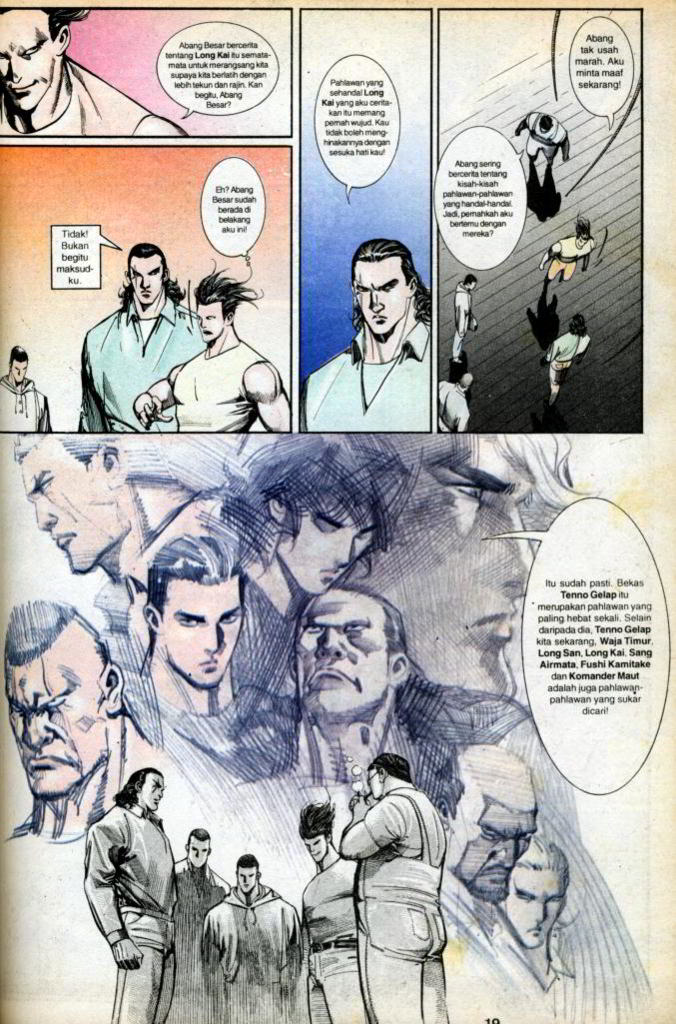 Abang Besar bercerita
tentang Long Kai itu semata-
mata untuk merangsang kita
supaya kita berlatih dengan
lebih tekun dan rajin. Kan
begitu, Abang
Besar?
Eh? Abang
Besar sudah
berada di
belakang
aku ini!
Tidak!
Bukan
begitu
maksud-
ku.
Pahlawan yang
sehandal Long
Kai yang aku cerita-
kan itu memang
pernah wujud. Kau
tidak boleh meng-
hinakannya dengan
sesuka hati kau!
Abang
tak usah
marah. Aku
minta maaf
sekarang!
Abang sering
bercerita tentang
kisah-kisah
pahlawan-pahlawan
yang handal-handal.
Jadi, pernahkah aku
bertemu dengan
mereka?
Itu sudah pasti. Bekas
Tenno Gelap itu
merupakan pahlawan yang
paling hebat sekali. Selain
daripada dia, Tenno Gelap
kita sekarang, Waja Timur,
Long San, Long Kai, Sang
Airmata, Fushi Kamitake
dan Komander Maut
adalah juga pahlawan-
pahlawan yang sukar
dicari!
19